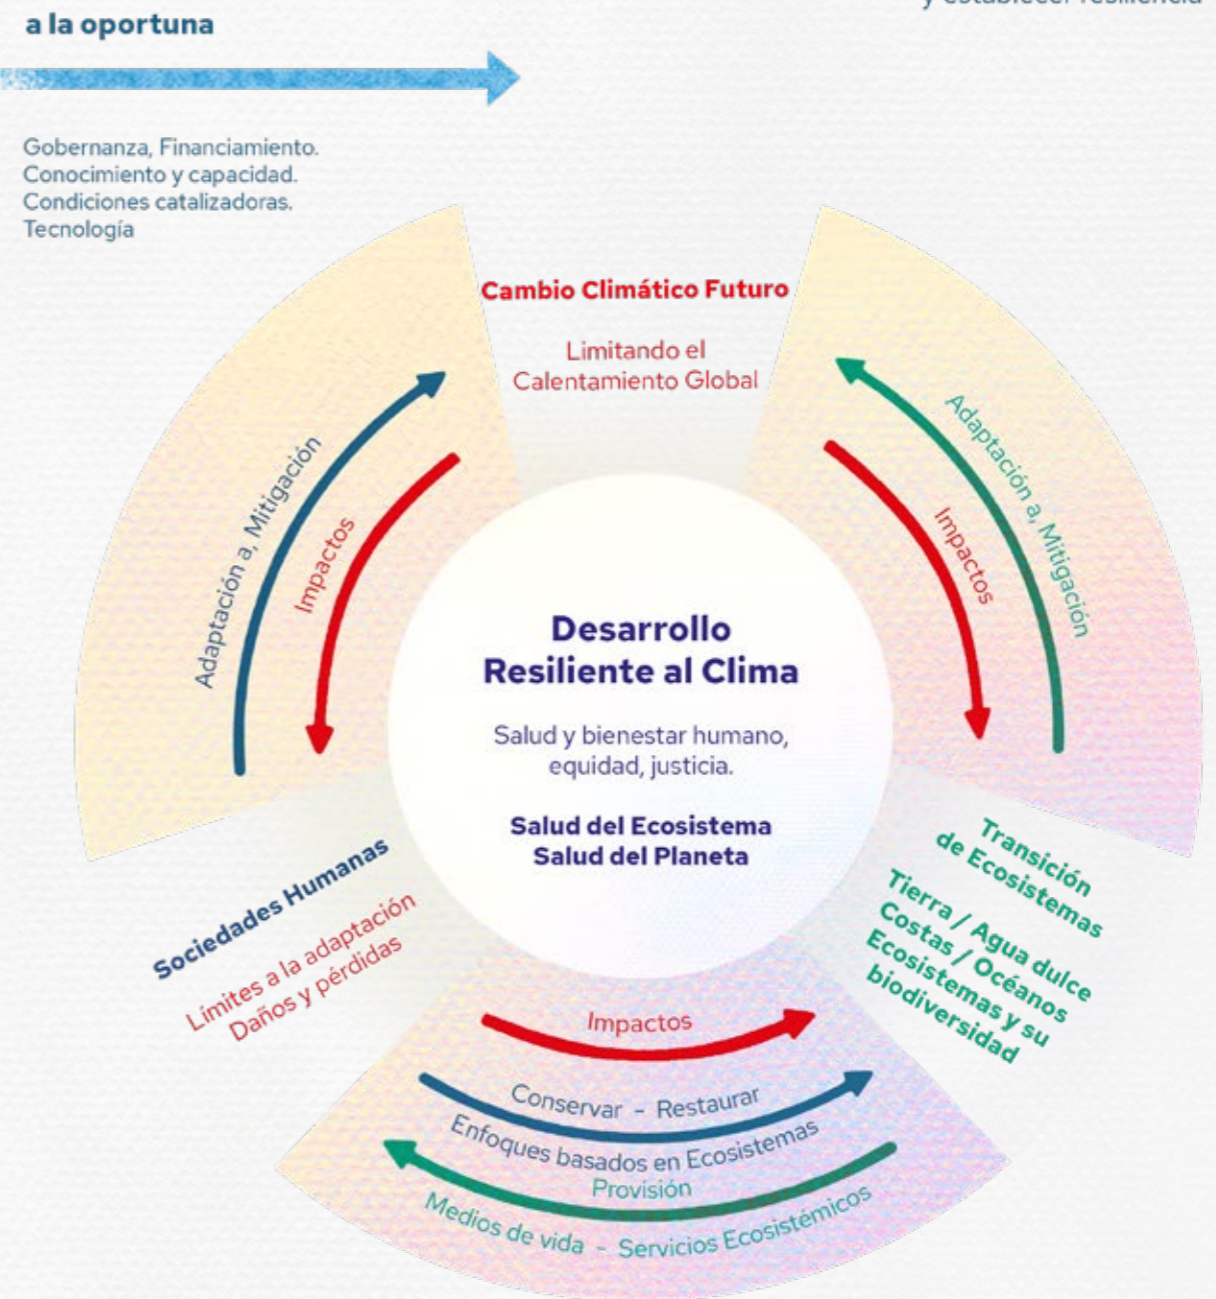 y establecer resiliencia
a la oportuna
Gobernanza, Financiamiento.
Conocimiento y capacidad.
Condiciones catalizadoras.
Tecnología
Cambio Climático Futuro
Limitando el
Calentamiento Global
Adaptación a, Mitigación
Impactos
Adaptación a, Mitigación
Impactos
Desarrollo
Resiliente al Clima
Salud y bienestar humano,
equidad, justicia.
Salud del Ecosistema
Salud del Planeta
Sociedades Humanas
Límites a la adaptación
Daños y pérdidas
Transición
de Ecosistemas
Tierra / Agua dulce
Costas / Océanos
Ecosistemas y su
biodiversidad
Impactos
Conservar - Restaurar
Enfoques basados en Ecosistemas
Provisión
Medios de vida - Servicios Ecosistémicos